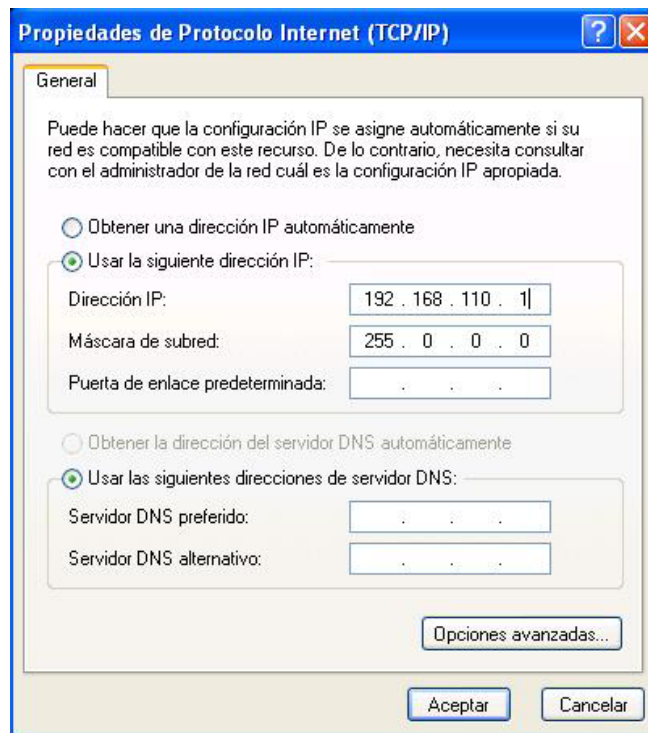 Propiedades de Protocolo Internet (TCP/IP)
General
Puede hacer que la configuración IP se asigne automáticamente si su
red es compatible con este recurso. De lo contrario, necesita consultar
con el administrador de la red cuál es la configuración IP apropiada.
Obtener una dirección IP automáticamente
Usar la siguiente dirección IP:
Dirección IP: 192 . 168 . 110 . 1
Máscara de subred: 255 . 0 . 0 . 0
Puerta de enlace predeterminada: . . .
Obtener la dirección del servidor DNS automáticamente
Usar las siguientes direcciones de servidor DNS:
Servidor DNS preferido: . . .
Servidor DNS alternativo: . . .
Opciones avanzadas...
Aceptar Cancelar